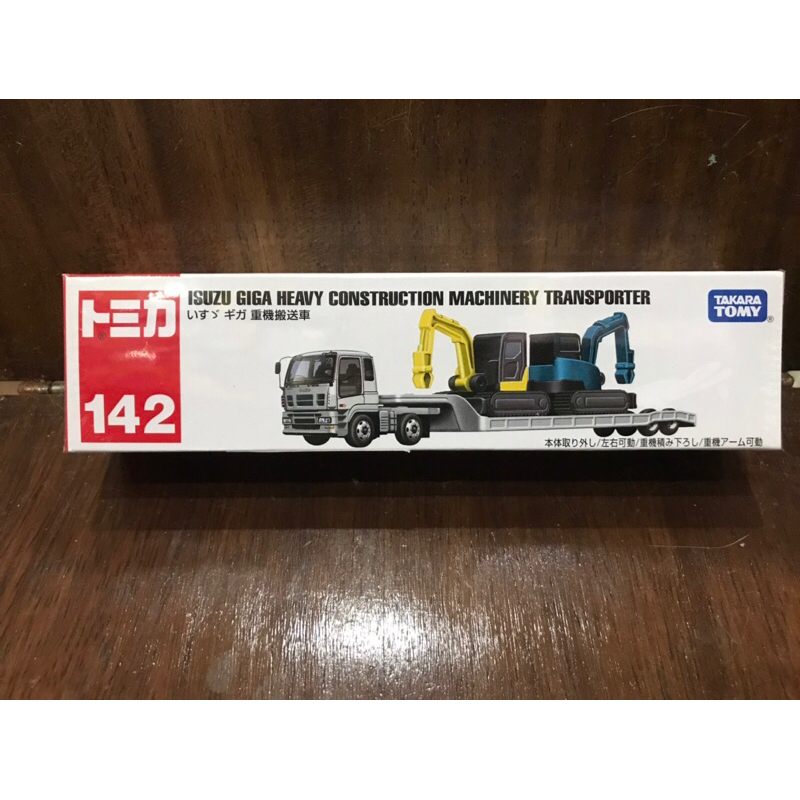 トミカ
142
ISUZU GIGA HEAVY CONSTRUCTION MACHINERY TRANSPORTER
いすゞ ギガ 重機搬送車
TAKARA
TOMY
®
本体取り外し/左右可動/重機積み下ろし/重機アーム可動